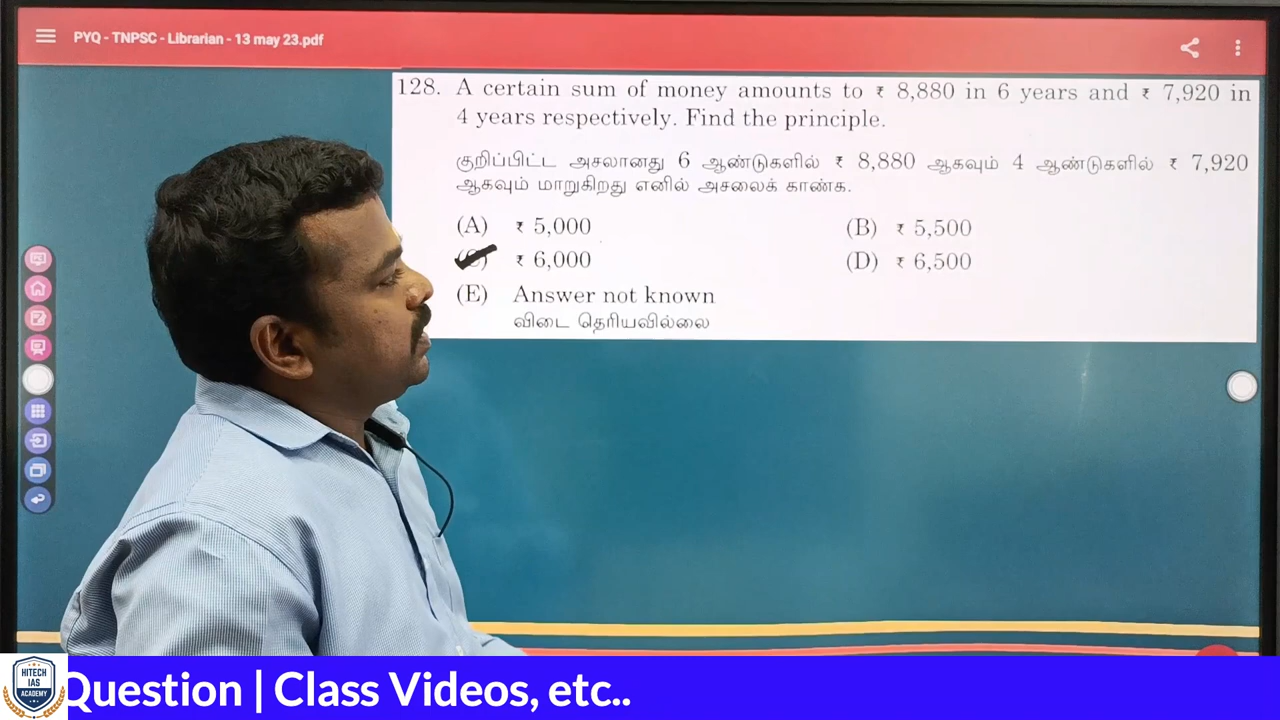 PYQ - TNPSC - Librarian - 13 may 23.pdf
128. A certain sum of money amounts to ₹ 8,880 in 6 years and ₹ 7,920 in
4 years respectively. Find the principle.
குறிப்பிட்ட அசலானது 6 ஆண்டுகளில் ₹ 8,880 ஆகவும் 4 ஆண்டுகளில் ₹ 7,920
ஆகவும் மாறுகிறது எனில் அசலைக் காண்க.
(A) ₹ 5,000
(B) ₹ 5,500
(C) ₹ 6,000
(D) ₹ 6,500
(E) Answer not known
விடை தெரியவில்லை
HITECH
IAS
ACADEMY
Question | Class Videos, etc..